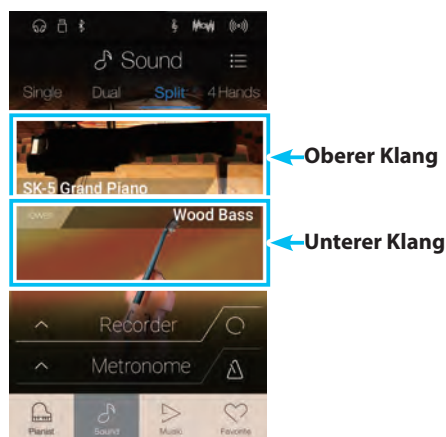 Sound
Single Dual Split 4 Hands
SK-5 Grand Piano
Oberer Klang
LOWER Wood Bass
Unterer Klang
Recorder
Metronome
Pianist Sound Music Favorite